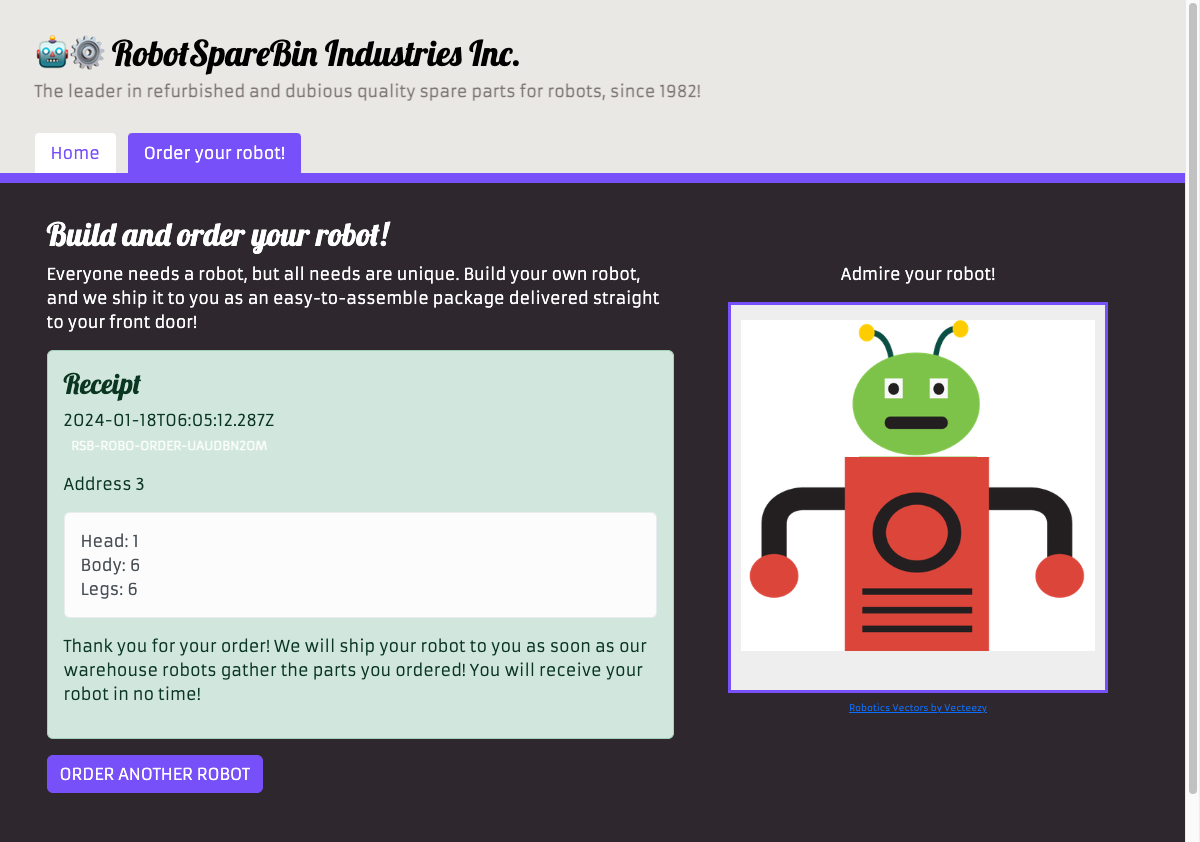 RobotSpareBin Industries Inc.
The leader in refurbished and dubious quality spare parts for robots, since 1982!
Home
Order your robot!
Build and order your robot!
Everyone needs a robot, but all needs are unique. Build your own robot,
and we ship it to you as an easy-to-assemble package delivered straight
to your front door!
Receipt
2024-01-18T06:05:12.287Z
RSB-ROBO-ORDER-UAUDBN2OM
Address 3
Head: 1
Body: 6
Legs: 6
Thank you for your order! We will ship your robot to you as soon as our
warehouse robots gather the parts you ordered! You will receive your
robot in no time!
ORDER ANOTHER ROBOT
Admire your robot!
Robotics Vectors by Vecteezy